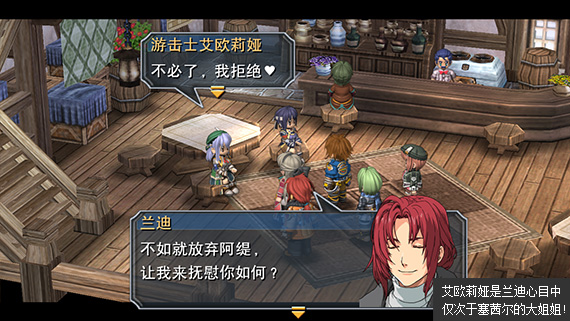 游击士艾欧莉娅
不必了，我拒绝♥
兰迪
不如就放弃阿缇，
让我来抚慰你如何？
艾欧莉娅是兰迪心目中
仅次于塞茜尔的大姐姐！